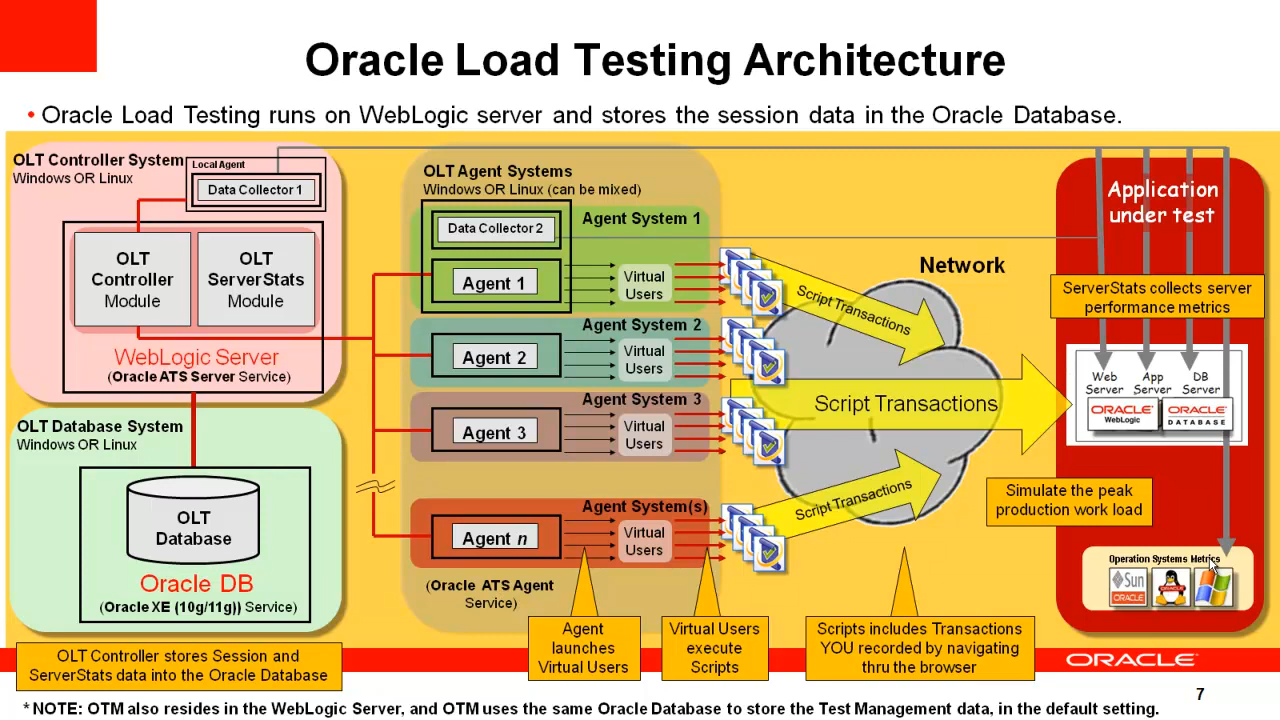 Oracle Load Testing Architecture
• Oracle Load Testing runs on WebLogic server and stores the session data in the Oracle Database.
OLT Controller System
Windows OR Linux
Local Agent
Data Collector 1
OLT
Controller
Module
OLT
ServerStats
Module
WebLogic Server
(Oracle ATS Server Service)
OLT Database System
Windows OR Linux
OLT
Database
Oracle DB
(Oracle XE (10g/11g)) Service)
OLT Controller stores Session and
ServerStats data into the Oracle Database
OLT Agent Systems
Windows OR Linux (can be mixed)
Agent System 1
Data Collector 2
Agent 1
Virtual
Users
Agent System 2
Agent 2
Virtual
Users
Agent System 3
Agent 3
Virtual
Users
Agent System(s)
Agent n
Virtual
Users
(Oracle ATS Agent
Service)
Agent
launches
Virtual Users
Virtual Users
execute
Scripts
Network
Script Transactions
Script Transactions
Script Transactions
Scripts includes Transactions
YOU recorded by navigating
thru the browser
Application
under test
ServerStats collects server
performance metrics
Web
Server
App
Server
DB
Server
ORACLE
WebLogic
ORACLE
DATABASE
Simulate the peak
production work load
Operation Systems Metrics
Sun
ORACLE
ORACLE
ORACLE
7
* NOTE: OTM also resides in the WebLogic Server, and OTM uses the same Oracle Database to store the Test Management data, in the default setting.